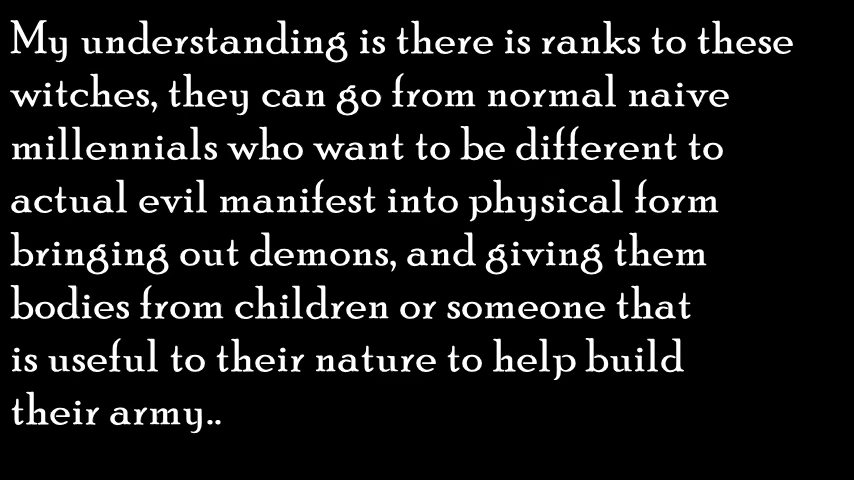 My understanding is there is ranks to these
witches, they can go from normal naive
millennials who want to be different to
actual evil manifest into physical form
bringing out demons, and giving them
bodies from children or someone that
is useful to their nature to help build
their army..